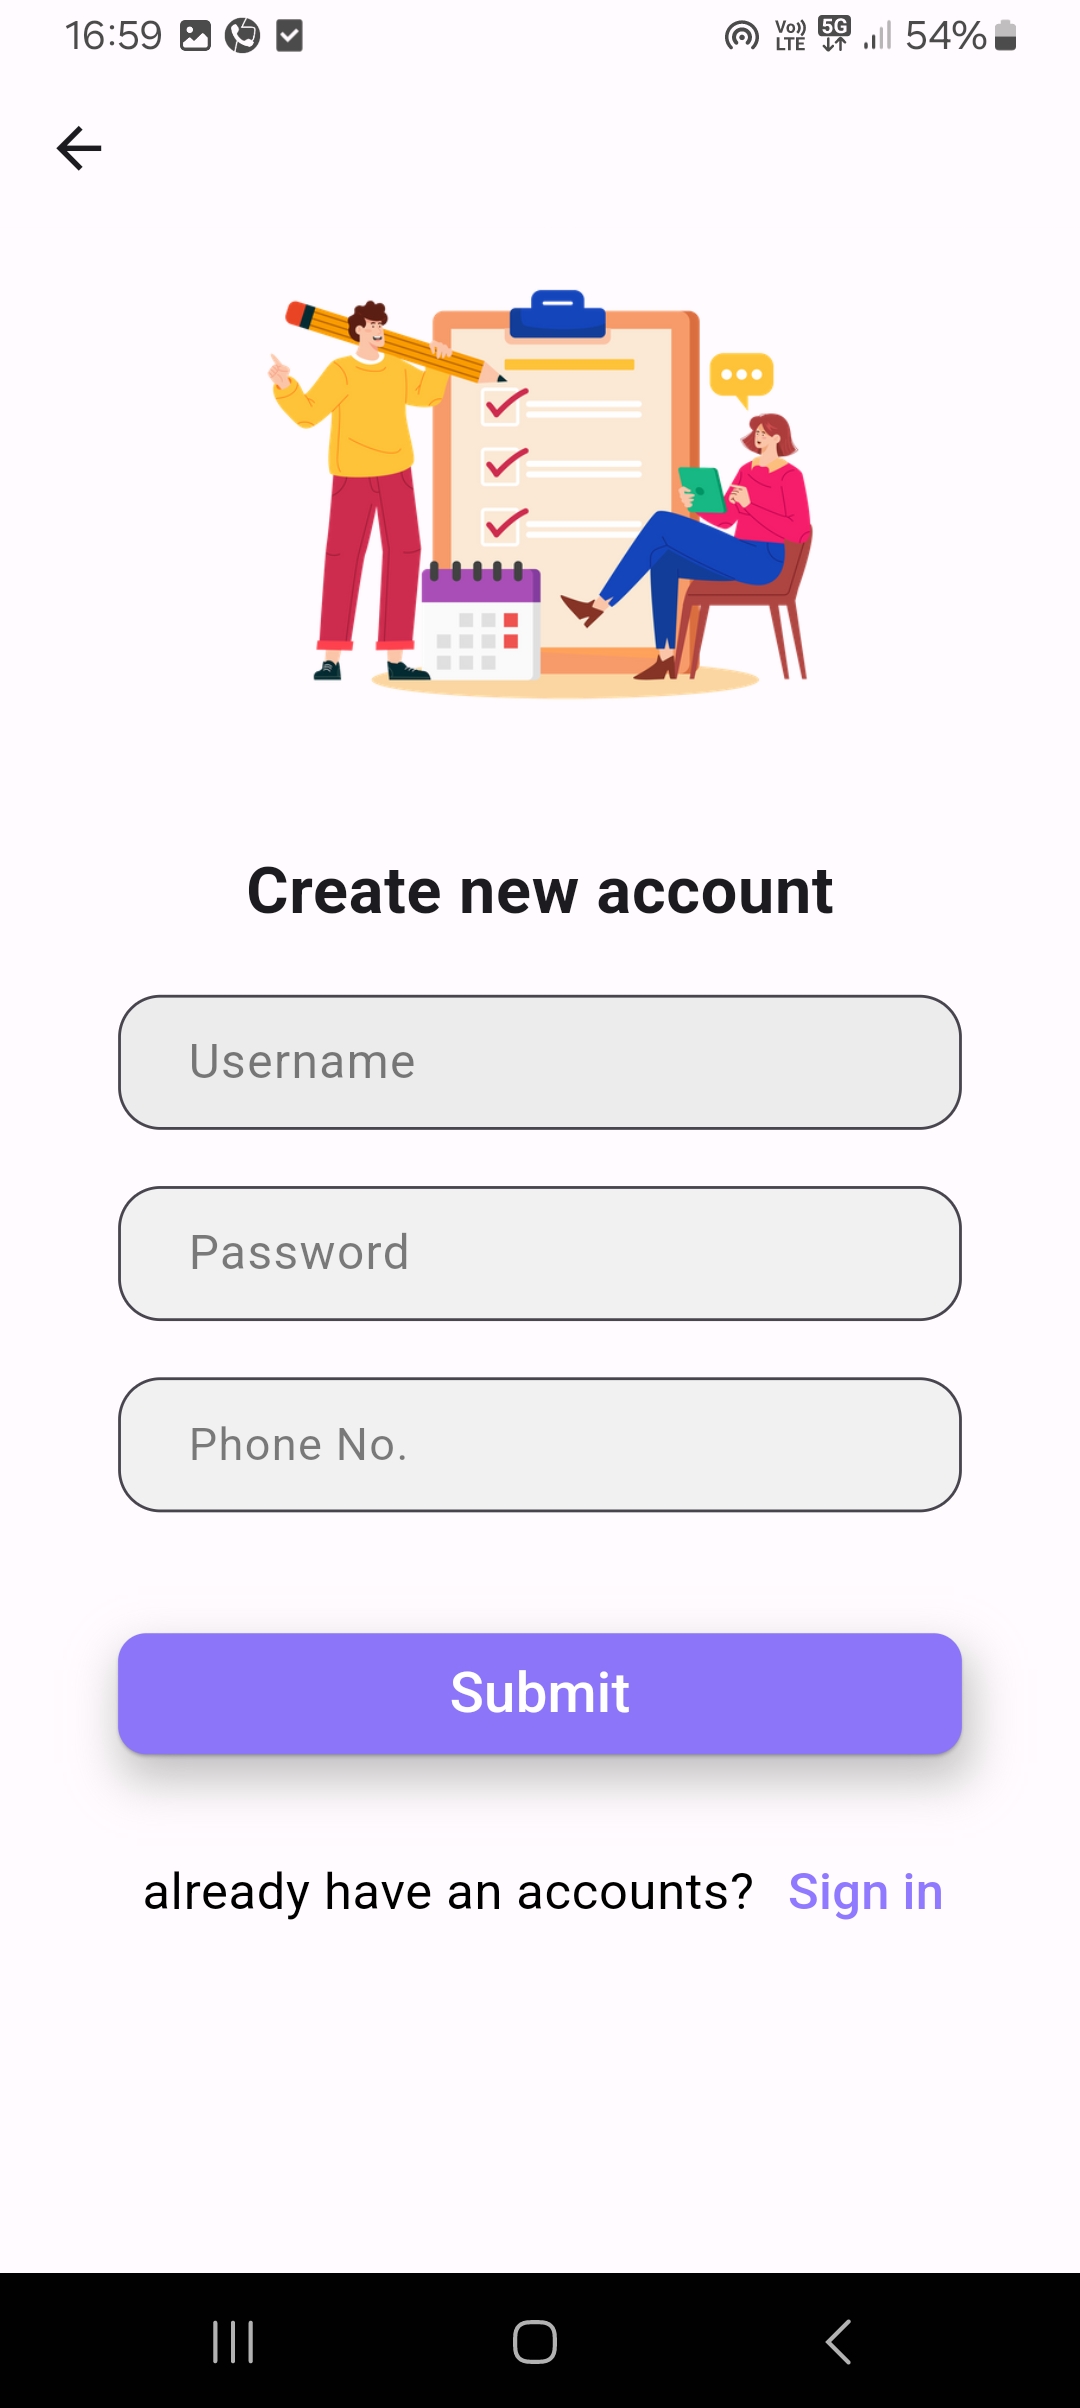 16:59 Vo)) LTE 5G 54%
Create new account
Username
Password
Phone No.
Submit
already have an accounts? Sign in